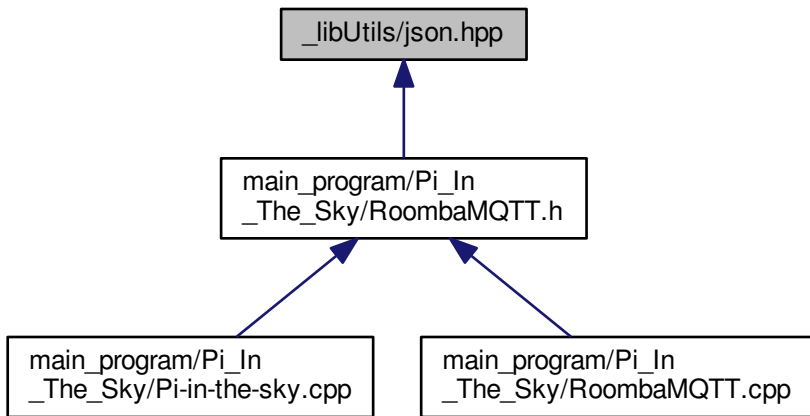 _libUtils/json.hpp
main_program/Pi_In
_The_Sky/RoombaMQTT.h
main_program/Pi_In
_The_Sky/Pi-in-the-sky.cpp
main_program/Pi_In
_The_Sky/RoombaMQTT.cpp